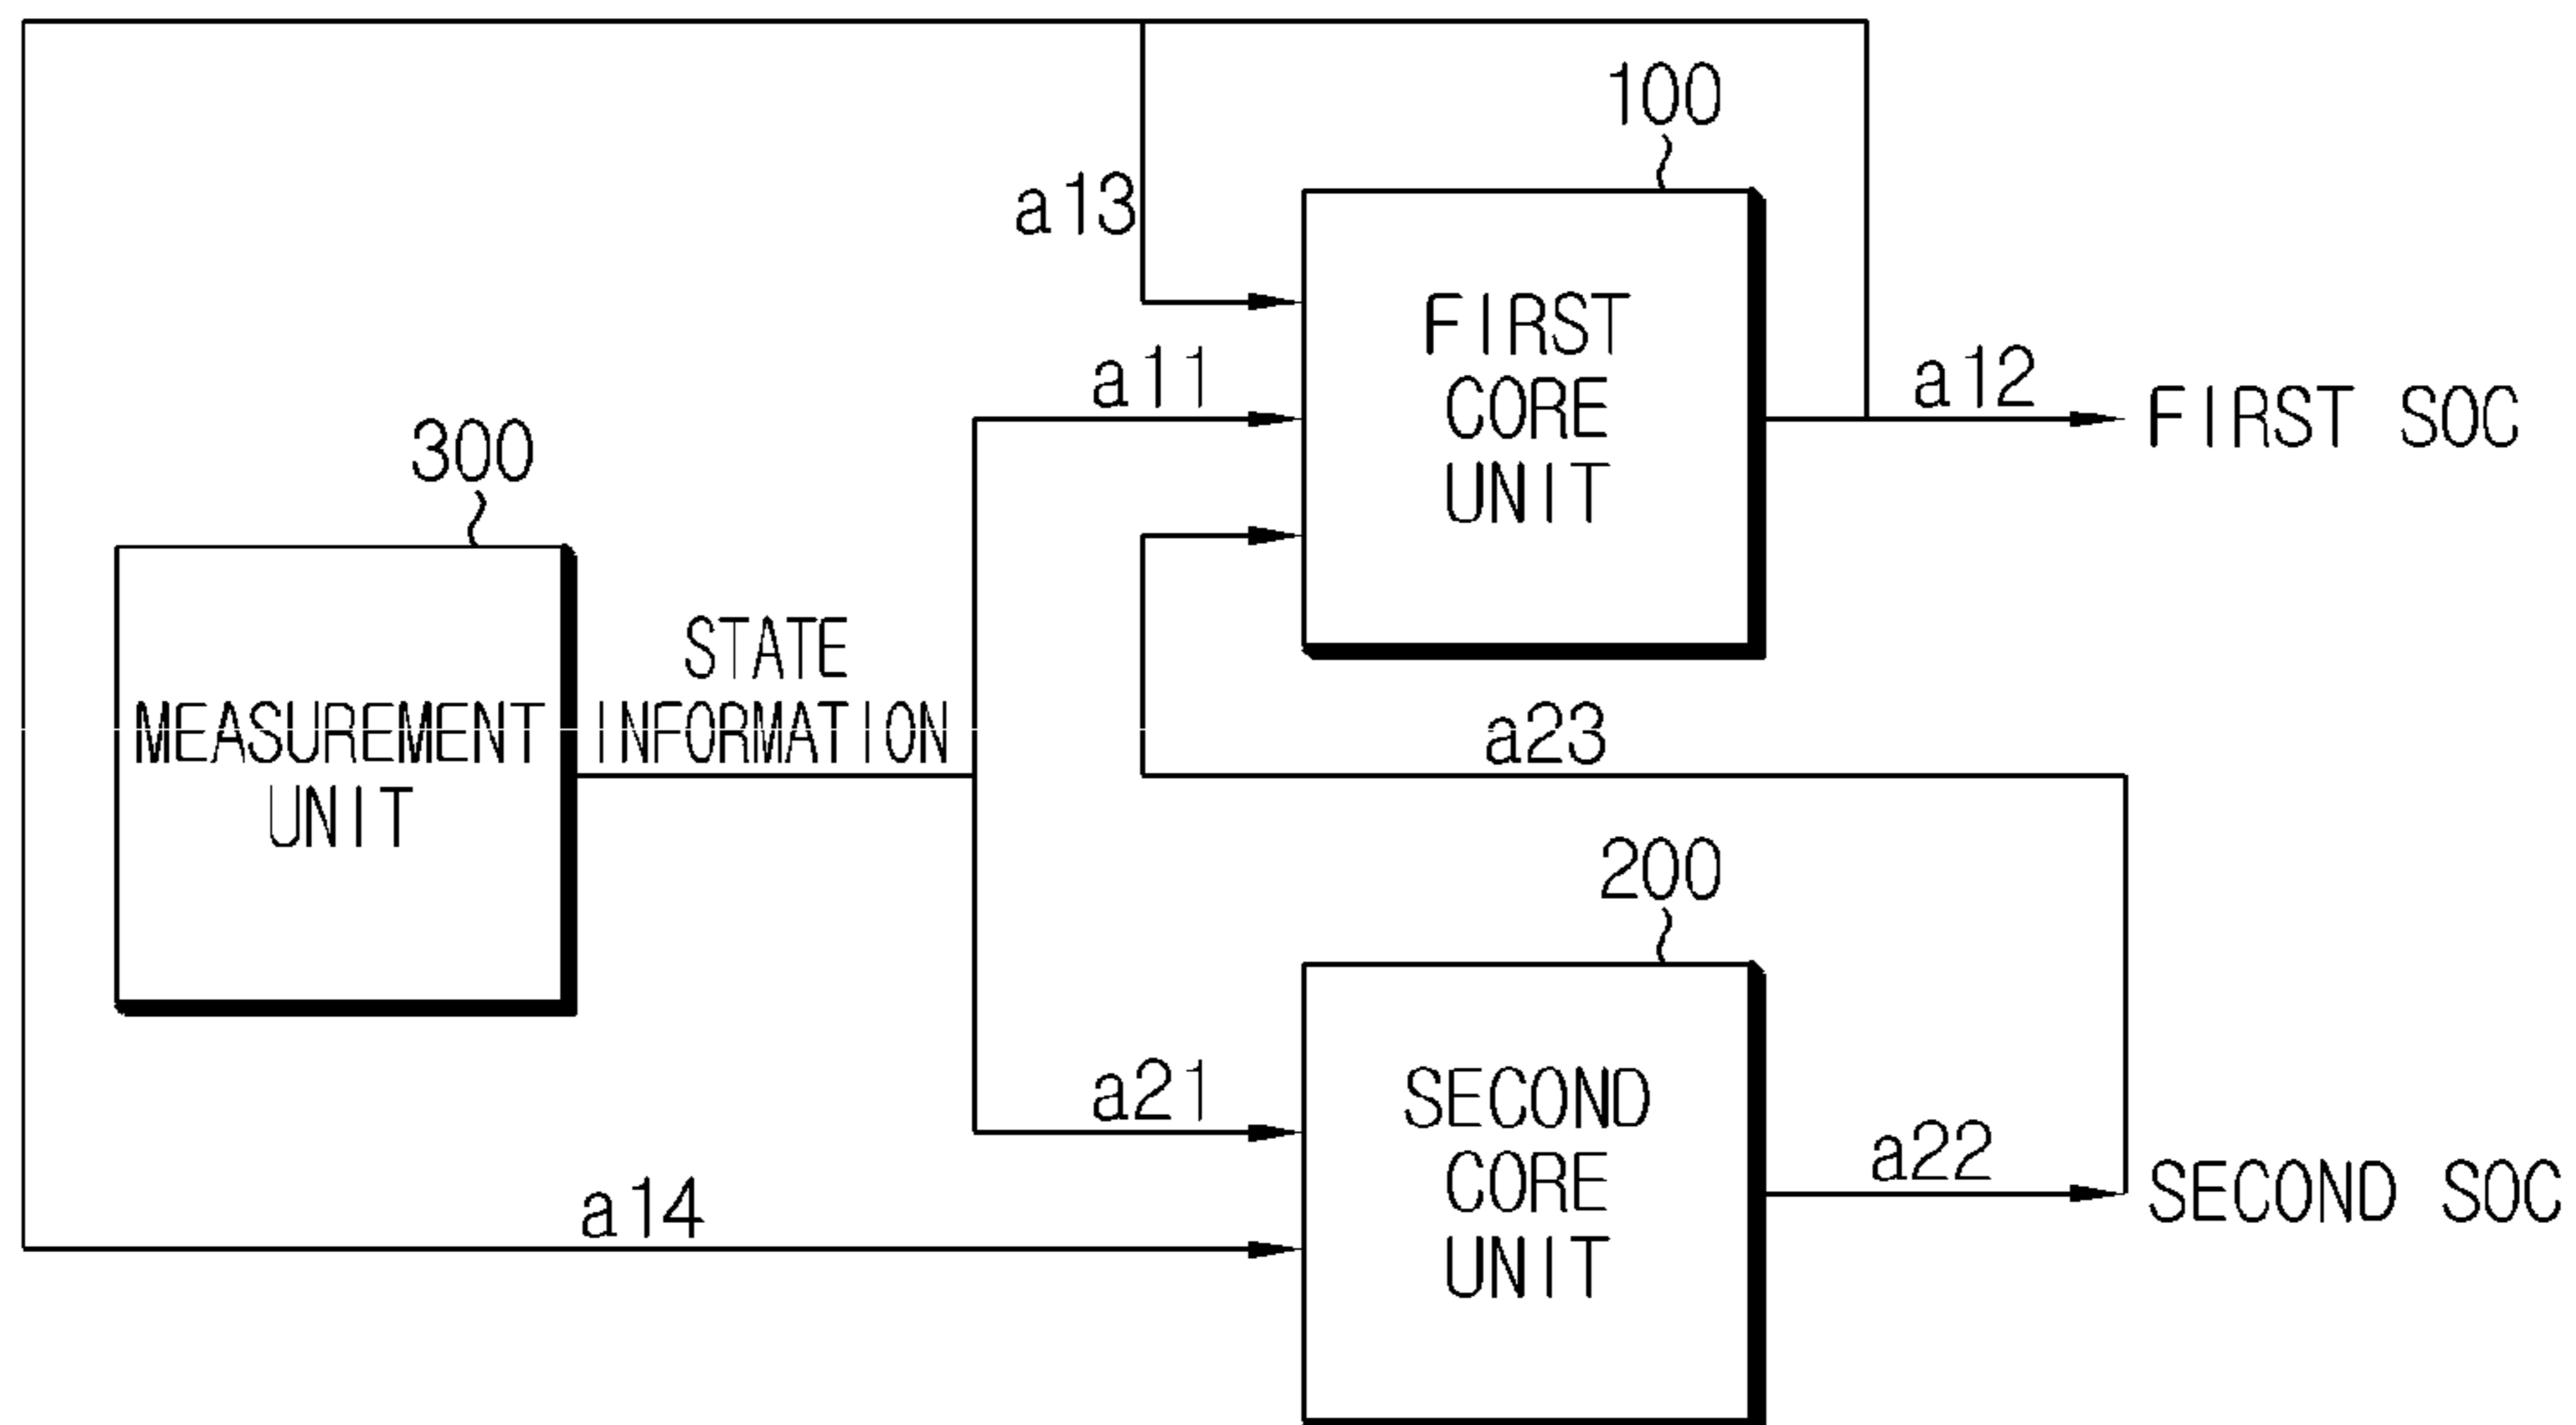 100
a13
FIRST
CORE
UNIT
a11
a12
FIRST SOC
300
MEASUREMENT
UNIT
STATE
INFORMATION
a23
200
a21
SECOND
CORE
UNIT
a22
SECOND SOC
a14